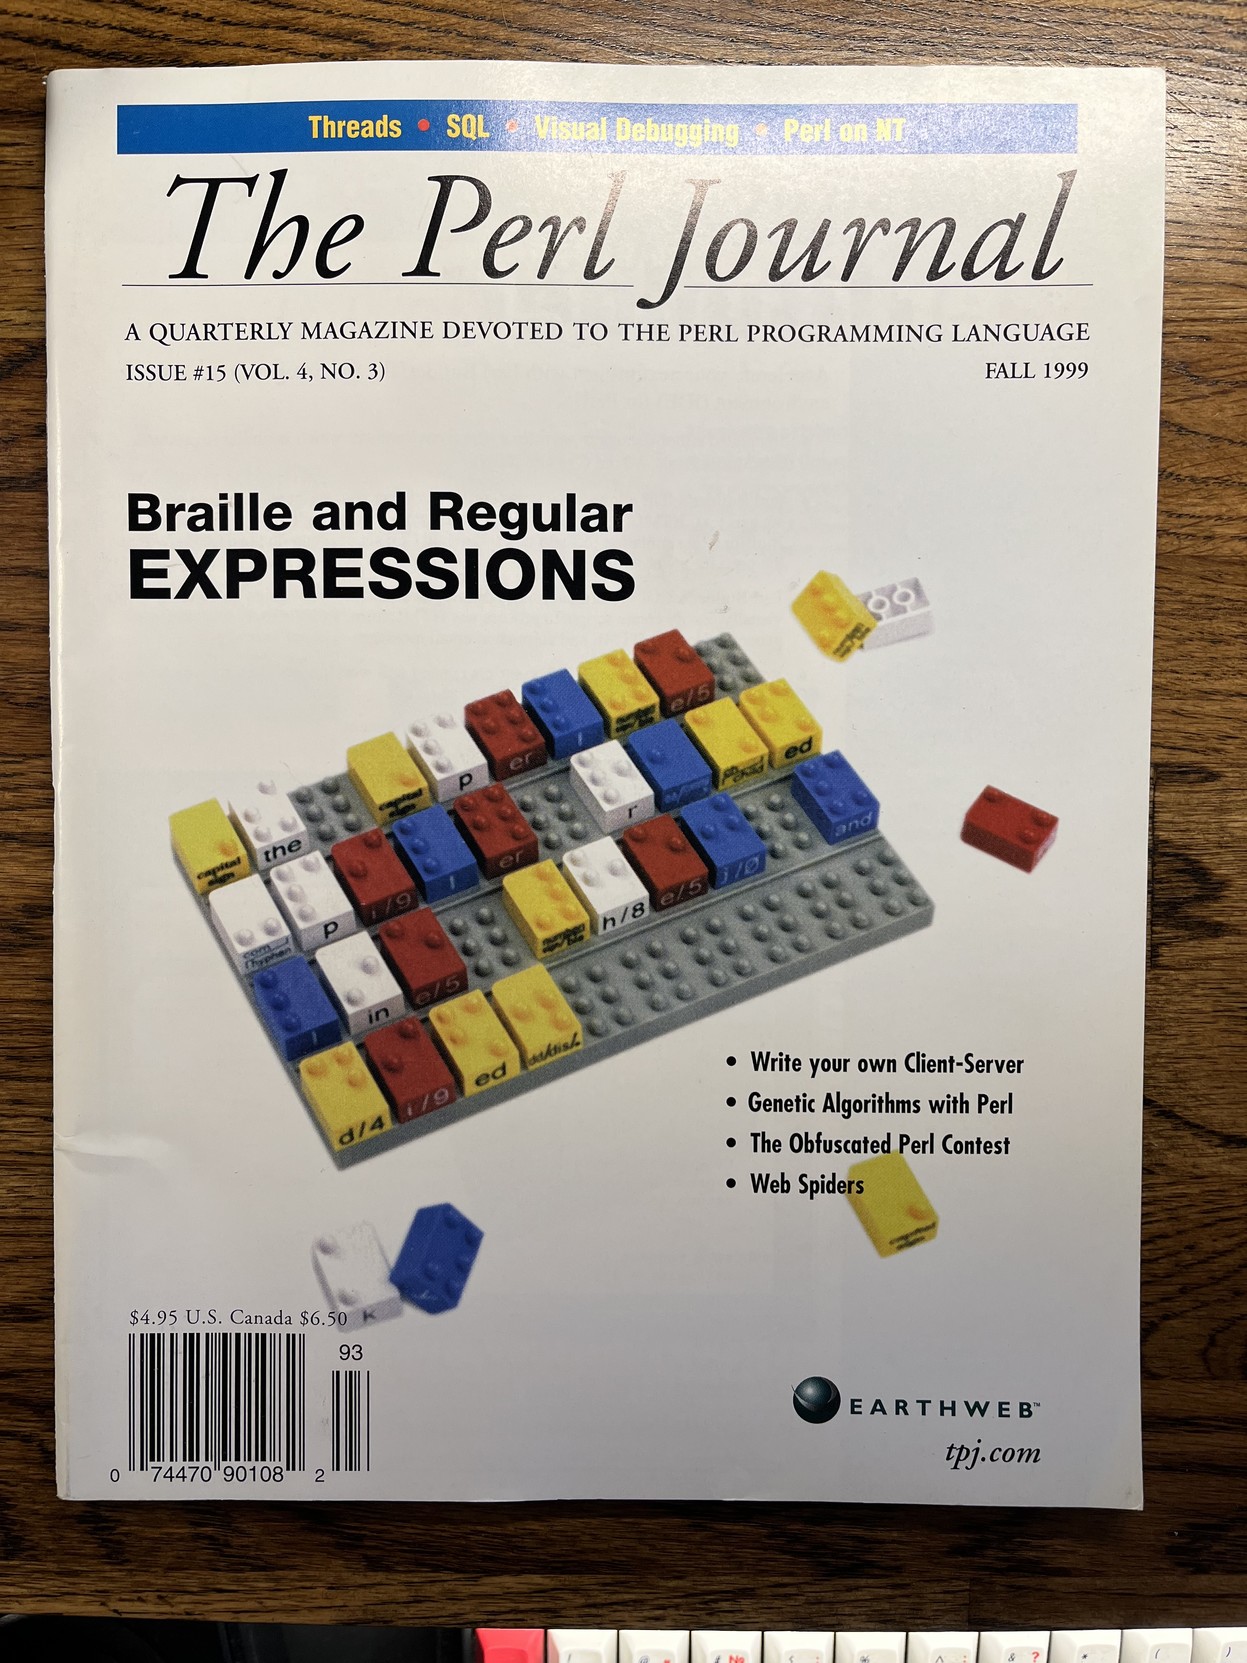 Threads • SQL • Visual Debugging • Perl on NT
The Perl Journal
A QUARTERLY MAGAZINE DEVOTED TO THE PERL PROGRAMMING LANGUAGE
ISSUE #15 (VOL. 4, NO. 3) FALL 1999
Braille and Regular
EXPRESSIONS
capital sign the capital sign p er l e/5
com hyphen p i/9 l er r ed
l in e/5 h/8 e/5 j/0 and
d/4 i/9 ed dd/dis/.
• Write your own Client-Server
• Genetic Algorithms with Perl
• The Obfuscated Perl Contest
• Web Spiders
capital sign
k
$4.95 U.S. Canada $6.50
93
0 74470 90108 2
EARTHWEB™
tpj.com